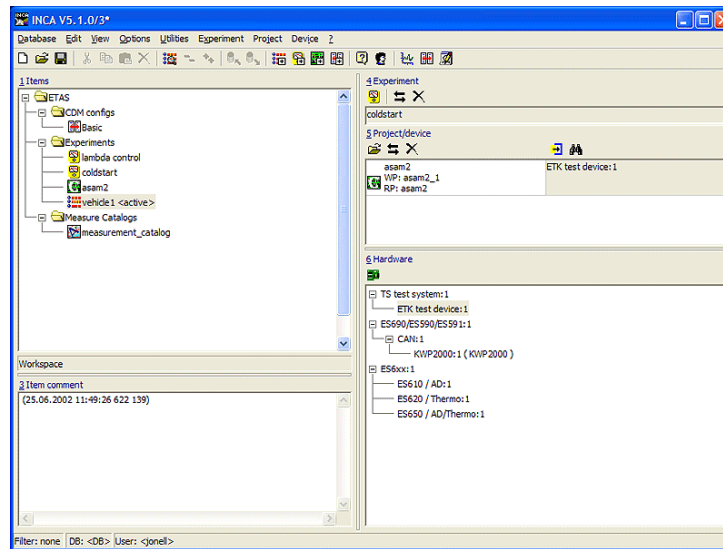 INCA V5.1.0/3*
Database Edit View Options Utilities Experiment Project Device ?
1 Items
ETAS
CDM configs
Basic
Experiments
lambda control
coldstart
asam2
vehicle1 <active>
Measure Catalogs
measurement_catalog
Workspace
3 Item comment
(25.06.2002 11:49:26 622 139)
4 Experiment
coldstart
5 Project/device
asam2
WP: asam2_1
RP: asam2
ETK test device:1
6 Hardware
TS test system:1
ETK test device:1
ES690/ES590/ES591:1
CAN:1
KWP2000:1 ( KWP2000 )
ES6xx:1
ES610 / AD:1
ES620 / Thermo:1
ES650 / AD/Thermo:1
Filter: none DB: <DB> User: <jonell>